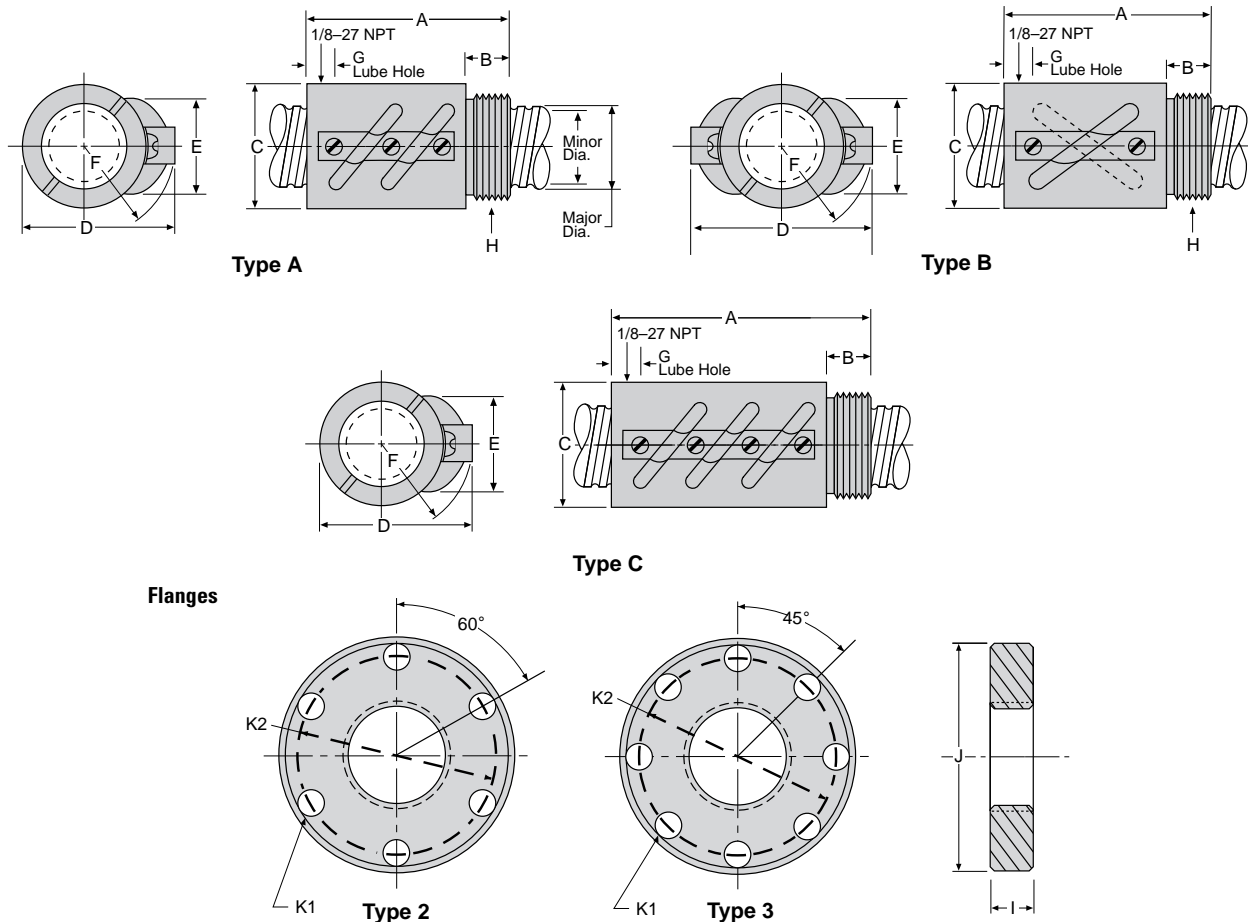 A
1/8–27 NPT
G
Lube Hole
B
C
E
F
D
Minor
Dia.
Major
Dia.
H
Type A
A
1/8–27 NPT
G
Lube Hole
B
C
E
F
D
H
Type B
A
1/8–27 NPT
G
Lube Hole
B
C
E
F
D
Type C
Flanges
60°
K2
K1
Type 2
45°
K2
K1
Type 3
J
I